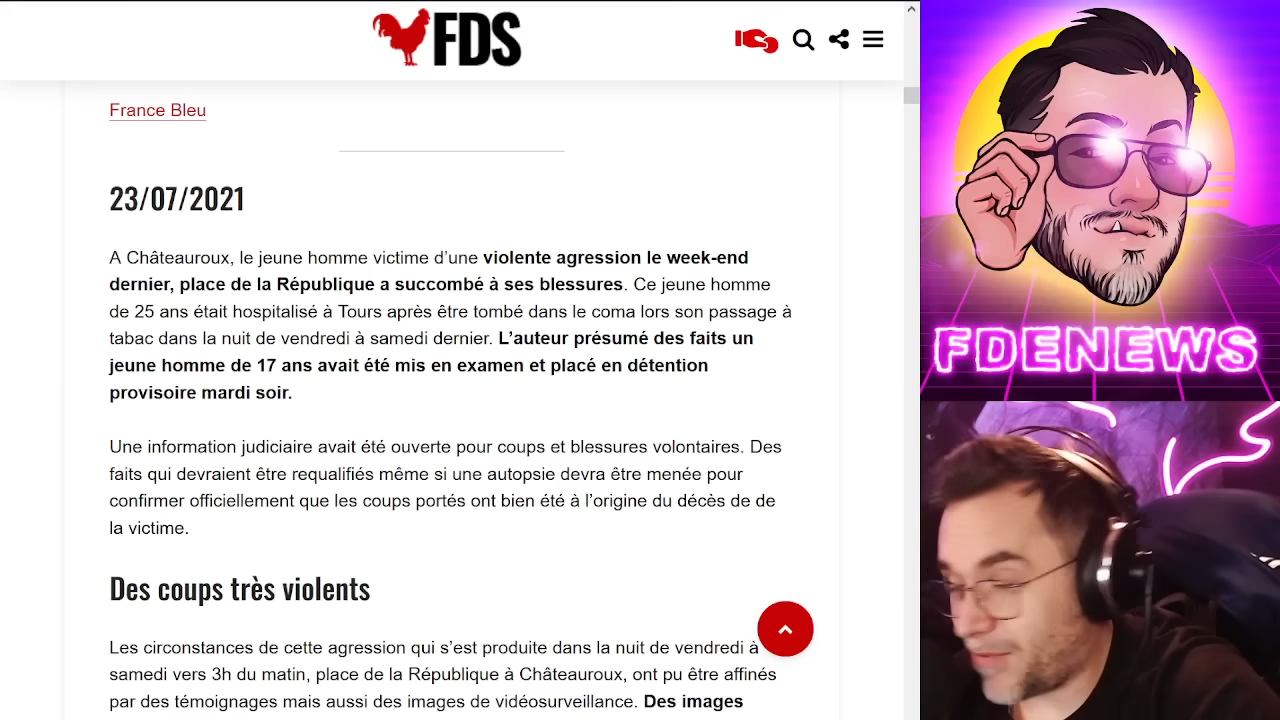 FDS
France Bleu
23/07/2021
A Châteauroux, le jeune homme victime d’une violente agression le week-end
dernier, place de la République a succombé à ses blessures. Ce jeune homme
de 25 ans était hospitalisé à Tours après être tombé dans le coma lors son passage à
tabac dans la nuit de vendredi à samedi dernier. L’auteur présumé des faits un
jeune homme de 17 ans avait été mis en examen et placé en détention
provisoire mardi soir.
Une information judiciaire avait été ouverte pour coups et blessures volontaires. Des
faits qui devraient être requalifiés même si une autopsie devra être menée pour
confirmer officiellement que les coups portés ont bien été à l’origine du décès de de
la victime.
Des coups très violents
Les circonstances de cette agression qui s’est produite dans la nuit de vendredi à
samedi vers 3h du matin, place de la République à Châteauroux, ont pu être affinés
par des témoignages mais aussi des images de vidéosurveillance. Des images
FDENEWS